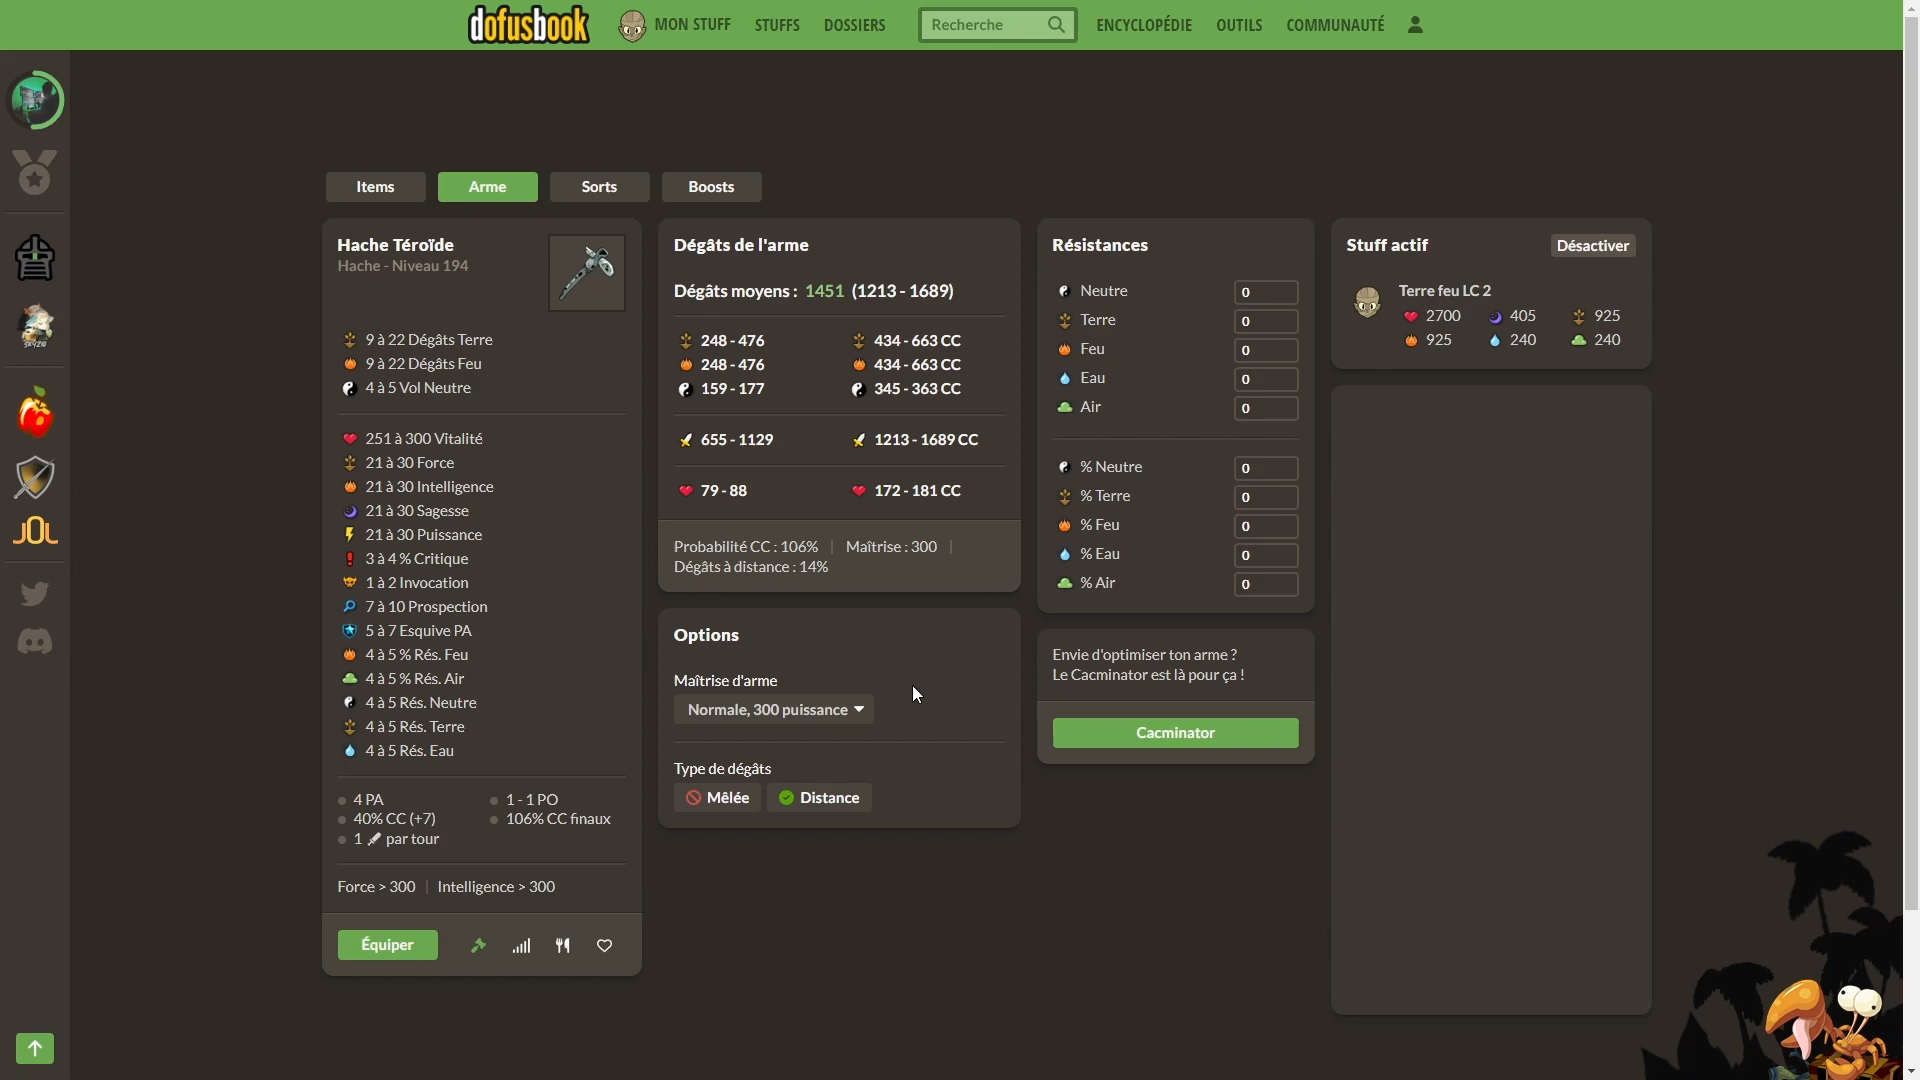 dofusbook
MON STUFF
STUFFS
DOSSIERS
Recherche
ENCYCLOPÉDIE
OUTILS
COMMUNAUTÉ
Items
Arme
Sorts
Boosts
Hache Téroïde
Hache - Niveau 194
9 à 22 Dégâts Terre
9 à 22 Dégâts Feu
4 à 5 Vol Neutre
251 à 300 Vitalité
21 à 30 Force
21 à 30 Intelligence
21 à 30 Sagesse
21 à 30 Puissance
3 à 4 % Critique
1 à 2 Invocation
7 à 10 Prospection
5 à 7 Esquive PA
4 à 5 % Rés. Feu
4 à 5 % Rés. Air
4 à 5 Rés. Neutre
4 à 5 Rés. Terre
4 à 5 Rés. Eau
4 PA
1 - 1 PO
40% CC (+7)
106% CC finaux
1 par tour
Force > 300 | Intelligence > 300
Équiper
Dégâts de l'arme
Dégâts moyens : 1451 (1213 - 1689)
248 - 476
434 - 663 CC
248 - 476
434 - 663 CC
159 - 177
345 - 363 CC
655 - 1129
1213 - 1689 CC
79 - 88
172 - 181 CC
Probabilité CC : 106% | Maîtrise : 300 |
Dégâts à distance : 14%
Options
Maîtrise d'arme
Normale, 300 puissance
Type de dégâts
Mêlée
Distance
Résistances
Neutre 0
Terre 0
Feu 0
Eau 0
Air 0
% Neutre 0
% Terre 0
% Feu 0
% Eau 0
% Air 0
Envie d'optimiser ton arme ?
Le Cacminator est là pour ça !
Cacminator
Stuff actif
Désactiver
Terre feu LC 2
2700 405 925
925 240 240
JOL